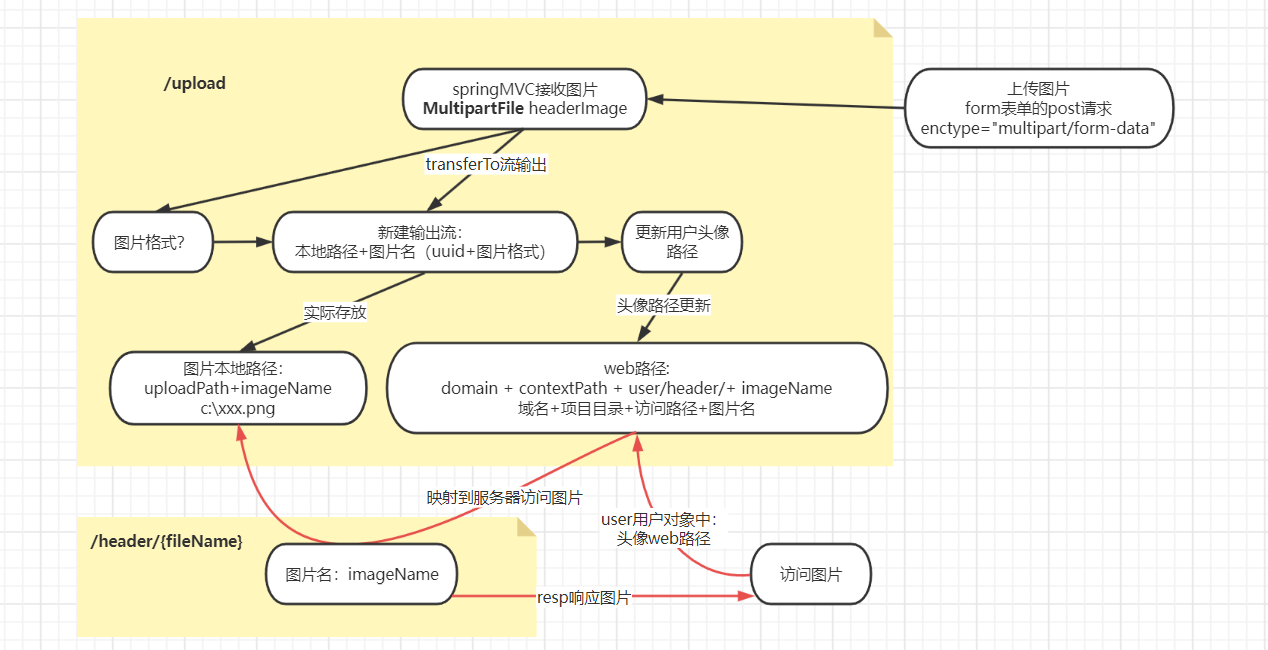 /upload
springMVC接收图片
MultipartFile headerImage
上传图片
form表单的post请求
enctype="multipart/form-data"
transferTo流输出
图片格式?
新建输出流：
本地路径+图片名（uuid+图片格式）
更新用户头像
路径
实际存放
头像路径更新
图片本地路径：
uploadPath+imageName
c:\xxx.png
web路径:
domain + contextPath + user/header/+ imageName
域名+项目目录+访问路径+图片名
映射到服务器访问图片
user用户对象中：
头像web路径
/header/{fileName}
图片名：imageName
访问图片
resp响应图片